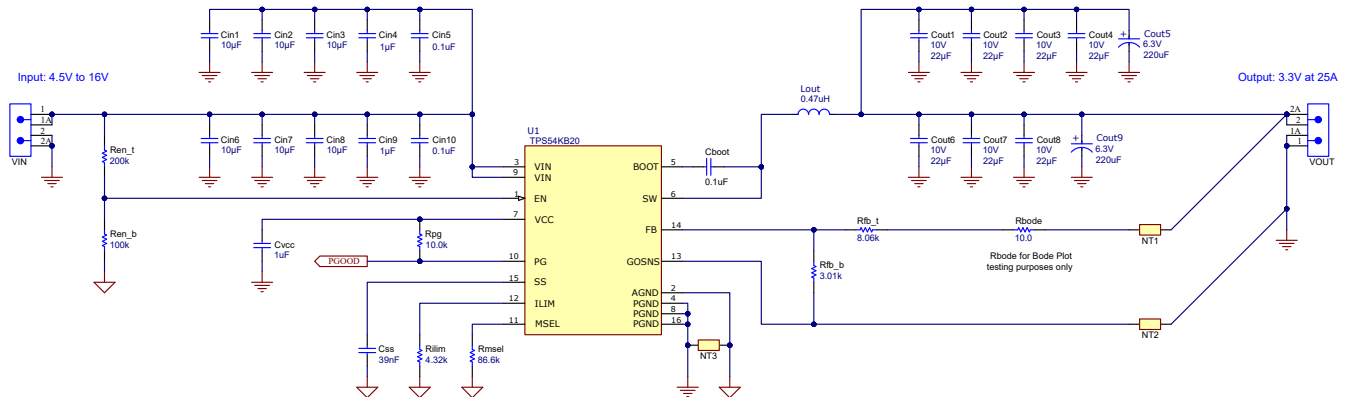 Cin1
10µF
Cin2
10µF
Cin3
10µF
Cin4
1µF
Cin5
0.1uF
Cout1
10V
22µF
Cout2
10V
22µF
Cout3
10V
22µF
Cout4
10V
22µF
+
Cout5
6.3V
220uF
Input: 4.5V to 16V
Output: 3.3V at 25A
1
1A
2
2A
VIN
Ren_t
200k
Cin6
10µF
Cin7
10µF
Cin8
10µF
Cin9
1µF
Cin10
0.1uF
Lout
0.47uH
Cout6
10V
22µF
Cout7
10V
22µF
Cout8
10V
22µF
+
Cout9
6.3V
220uF
2A
2
1A
1
VOUT
U1
TPS54KB20
3 VIN
9 VIN
1 EN
7 VCC
10 PG
15 SS
12 ILIM
11 MSEL
BOOT 5
SW 6
FB 14
GOSNS 13
AGND 2
PGND 4
PGND 8
PGND 16
Cboot
0.1uF
Ren_b
100k
Cvcc
1uF
Rpg
10.0k
PGOOD
Css
39nF
Rilim
4.32k
Rmsel
86.6k
Rfb_t
8.06k
Rbode
10.0
Rbode for Bode Plot
testing purposes only
NT1
Rfb_b
3.01k
NT2
NT3